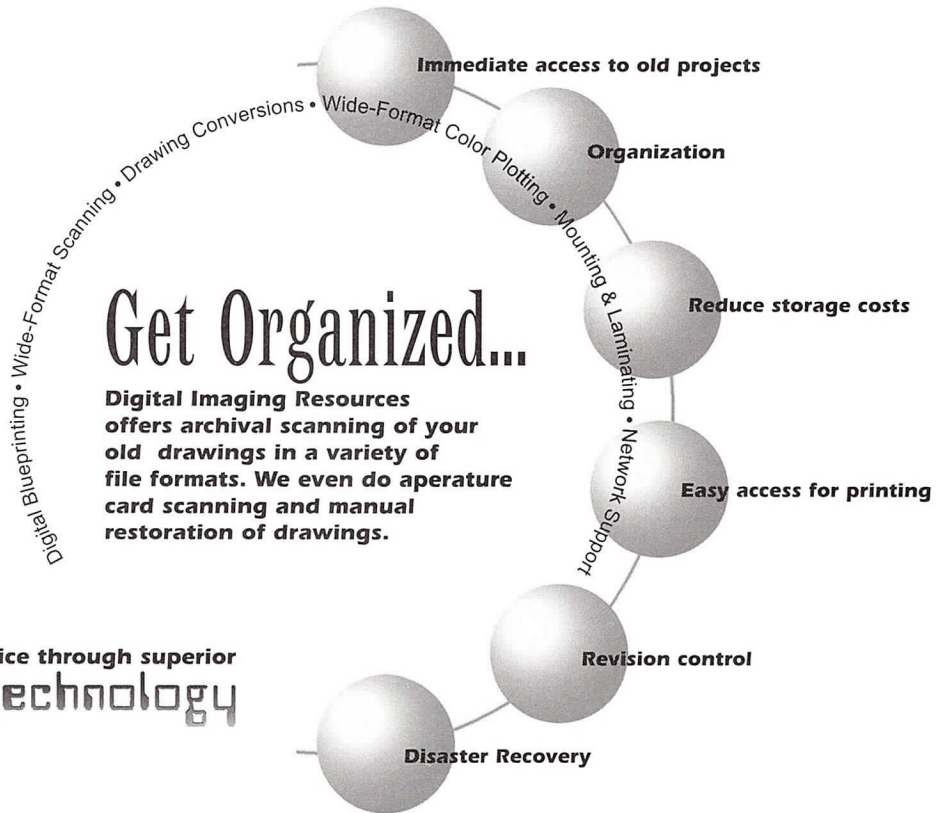 Immediate access to old projects
Organization
Reduce storage costs
Easy access for printing
Revision control
Disaster Recovery
Digital Blueprinting • Wide-Format Scanning • Drawing Conversions • Wide-Format Color Plotting • Mounting & Laminating • Network Support
Get Organized...
Digital Imaging Resources
offers archival scanning of your
old drawings in a variety of
file formats. We even do aperature
card scanning and manual
restoration of drawings.
through superior